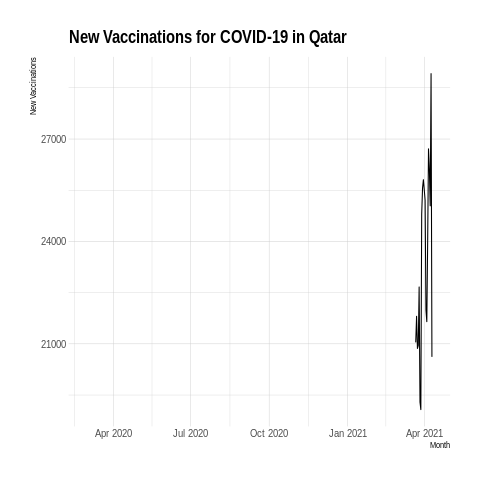 New Vaccinations for COVID-19 in Qatar
New Vaccinations
27000
24000
21000
Apr 2020
Jul 2020
Oct 2020
Jan 2021
Apr 2021
Month